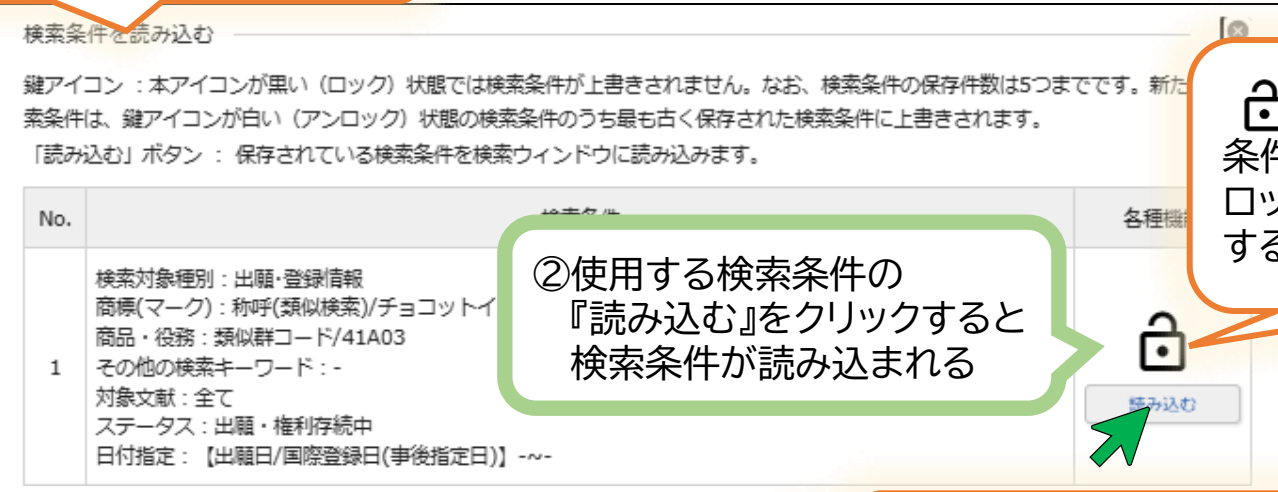 検索条件を読み込む
鍵アイコン ：本アイコンが黒い（ロック）状態では検索条件が上書きされません。なお、検索条件の保存件数は5つまでです。新た
索条件は、鍵アイコンが白い（アンロック）状態の検索条件のうち最も古く保存された検索条件に上書きされます。
「読み込む」ボタン ： 保存されている検索条件を検索ウィンドウに読み込みます。
条件
ロッ
する
No.
検索条件
各種機能
1
検索対象種別：出願･登録情報
商標(マーク)：称呼(類似検索)/チョコットイ
商品・役務：類似群コード/41A03
その他の検索キーワード：-
対象文献：全て
ステータス：出願・権利存続中
日付指定：【出願日/国際登録日(事後指定日)】-~-
②使用する検索条件の
『読み込む』をクリックすると
検索条件が読み込まれる
読み込む